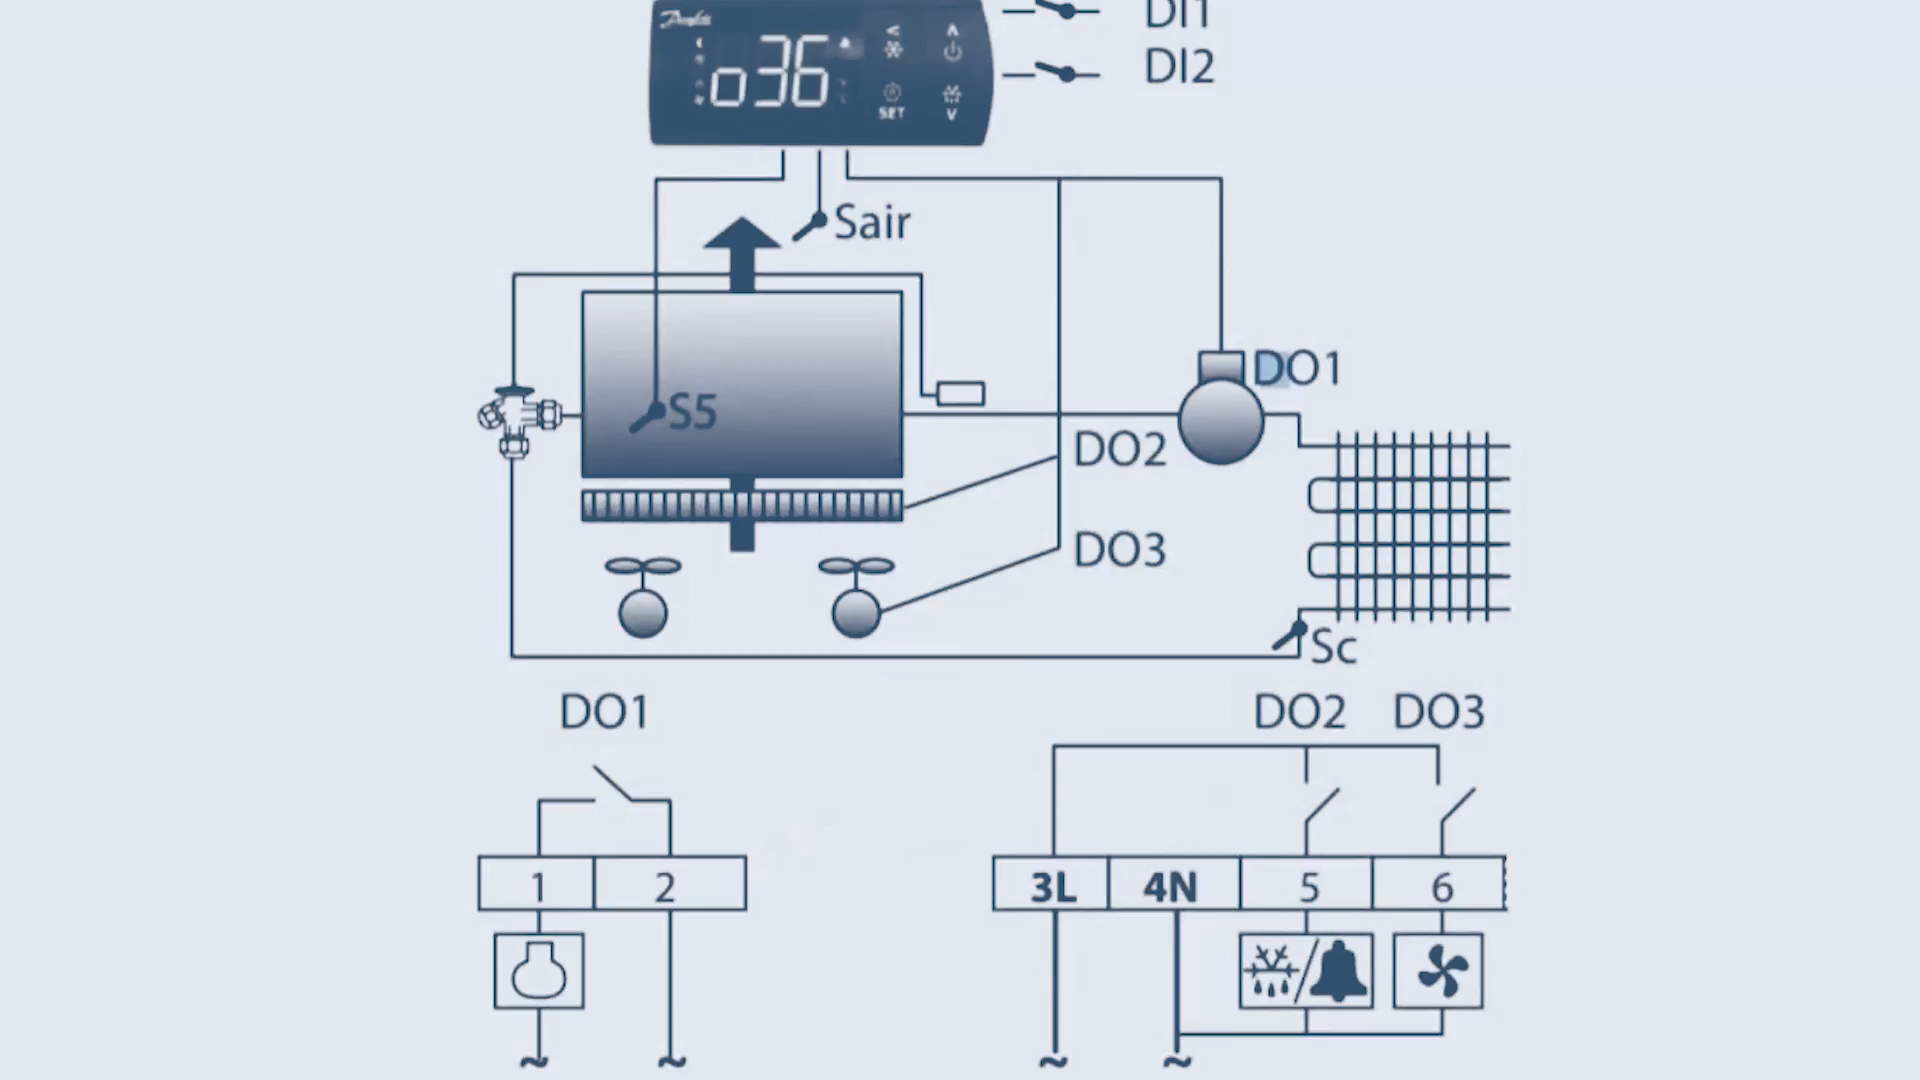 DI1
Danfoss
o36
DI2
SET
Sair
DO1
S5
DO2
DO3
Sc
DO1
DO2 DO3
1 2
3L 4N 5 6